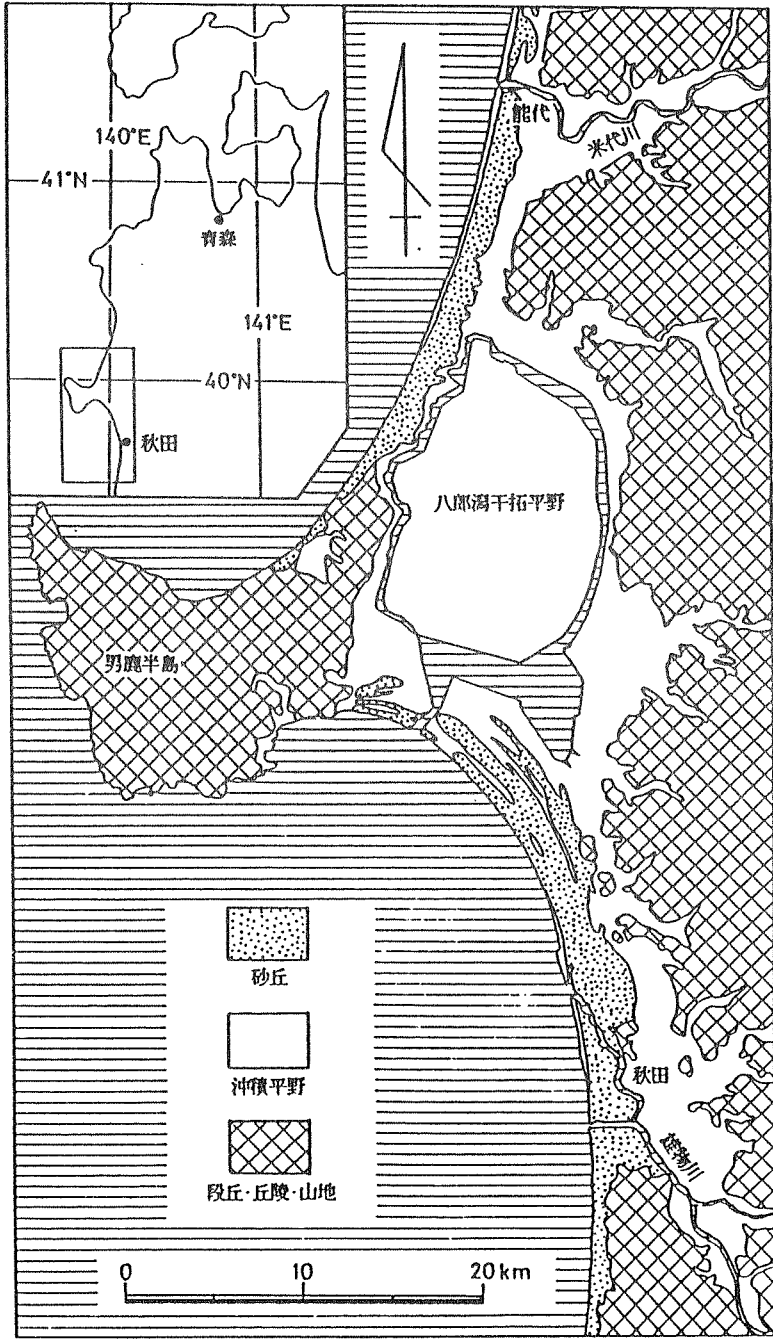 140°E
41°N
青森
141°E
40°N
秋田
能代
米代川
八郎潟干拓平野
男鹿半島
砂丘
沖積平野
段丘・丘陵・山地
秋田
雄物川
0 10 20 km